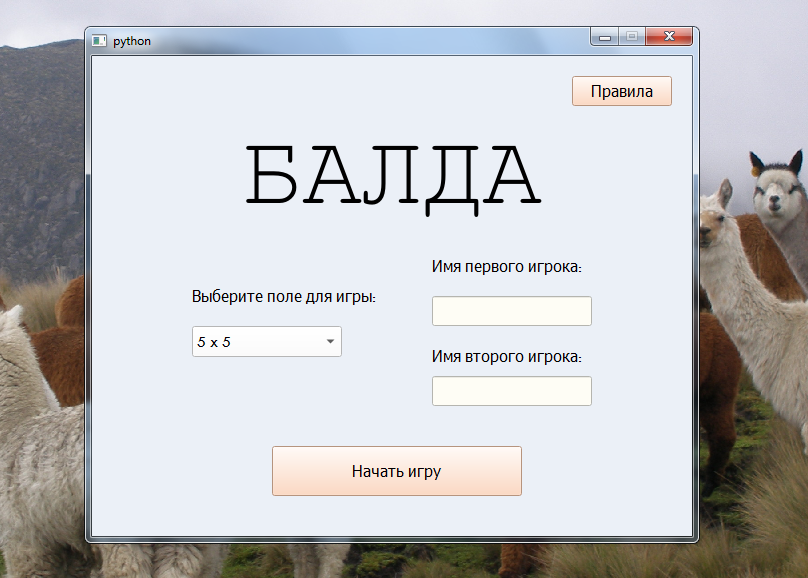 python
Правила
БАЛДА
Имя первого игрока:
Выберите поле для игры:
5 x 5
Имя второго игрока:
Начать игру